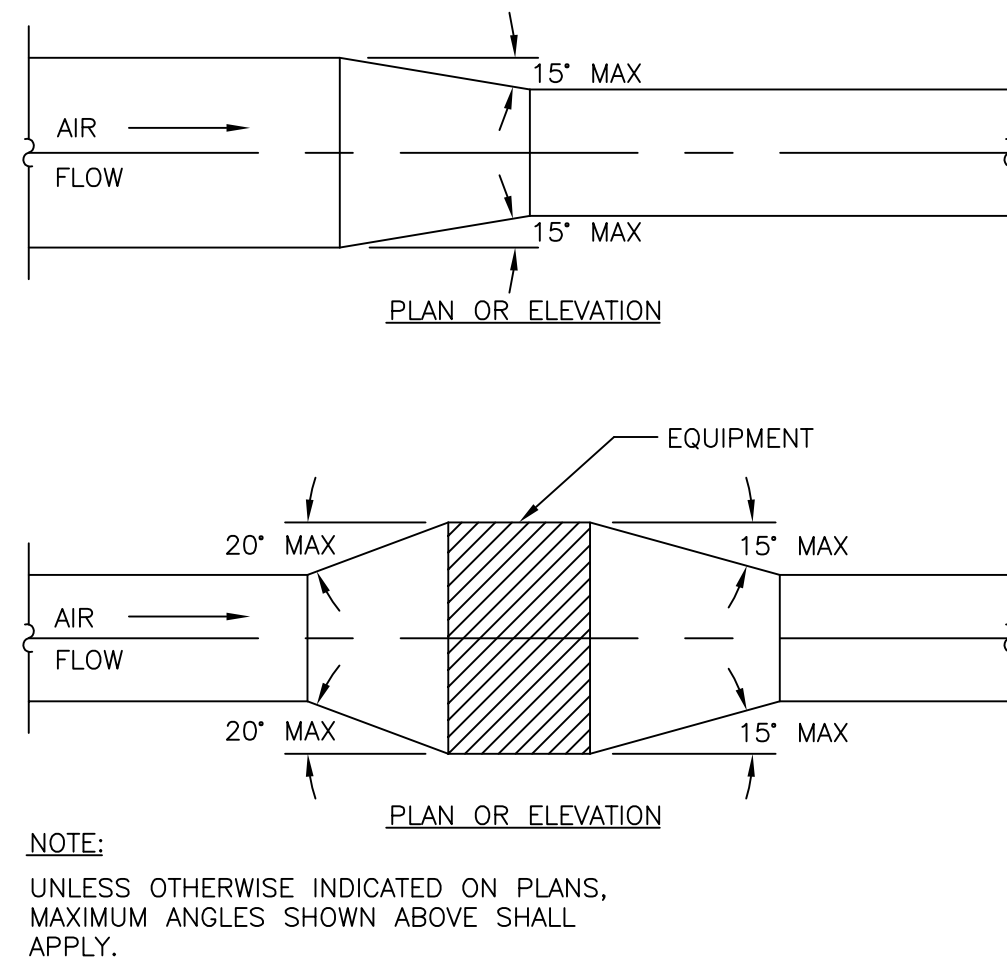 15° MAX
AIR
FLOW
15° MAX
PLAN OR ELEVATION
EQUIPMENT
20° MAX
15° MAX
AIR
FLOW
20° MAX
15° MAX
PLAN OR ELEVATION
NOTE:
UNLESS OTHERWISE INDICATED ON PLANS,
MAXIMUM ANGLES SHOWN ABOVE SHALL
APPLY.